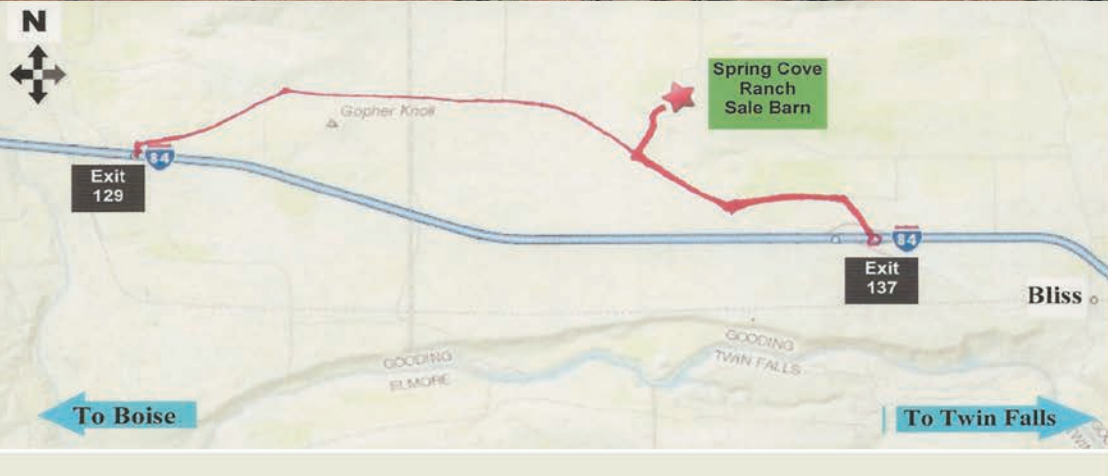 N
Spring Cove
Ranch
Sale Barn
Gopher Knoll
84
Exit
129
84
Exit
137
Bliss
GOODING
TWIN FALLS
GOODING
ELMORE
To Boise
To Twin Falls